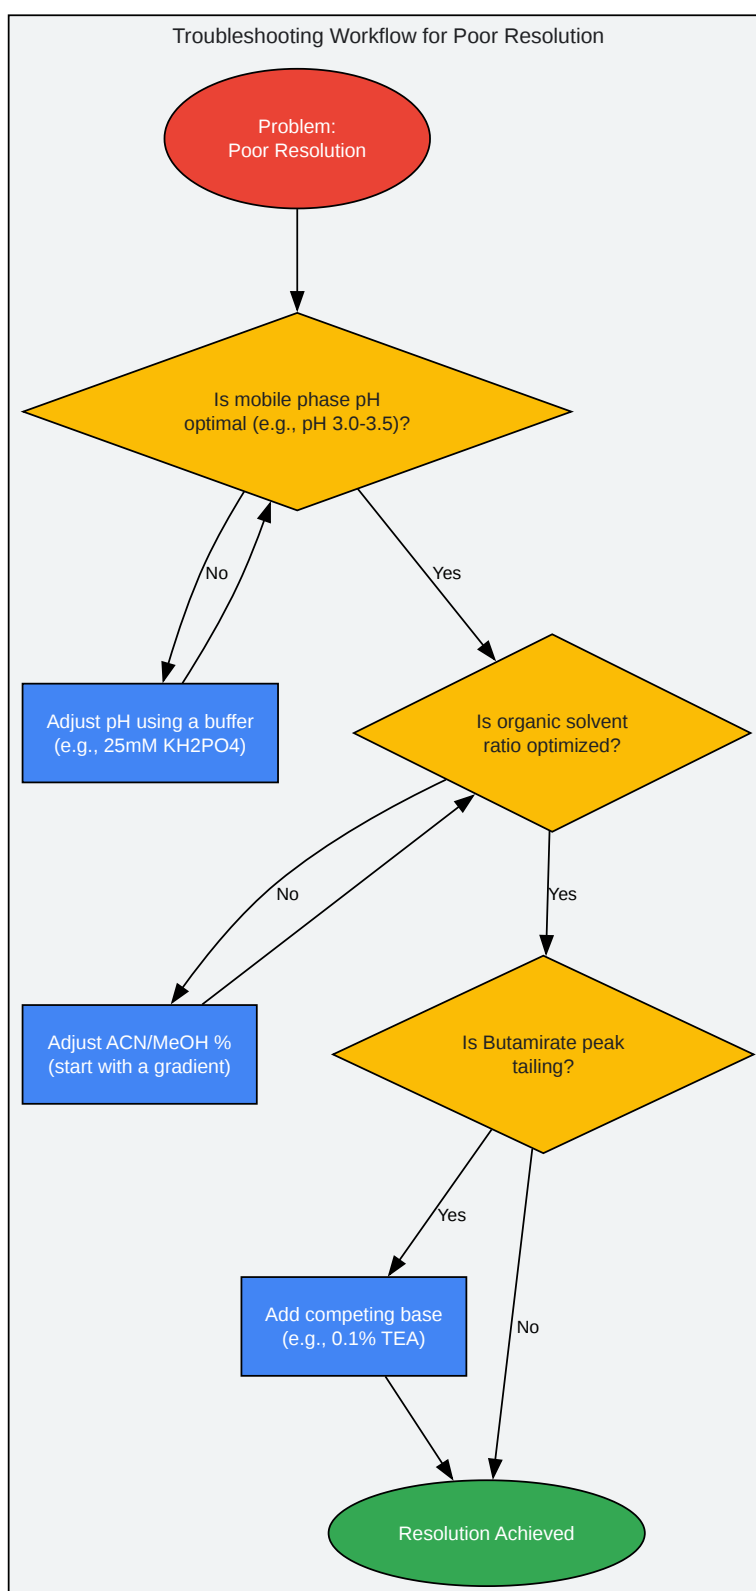 Troubleshooting Workflow for Poor Resolution
Problem:
Poor Resolution
Is mobile phase pH
optimal (e.g., pH 3.0-3.5)?
No
Yes
Adjust pH using a buffer
(e.g., 25mM KH2PO4)
Is organic solvent
ratio optimized?
No
Yes
Adjust ACN/MeOH %
(start with a gradient)
Is Butamirate peak
tailing?
Yes
No
Add competing base
(e.g., 0.1% TEA)
Resolution Achieved